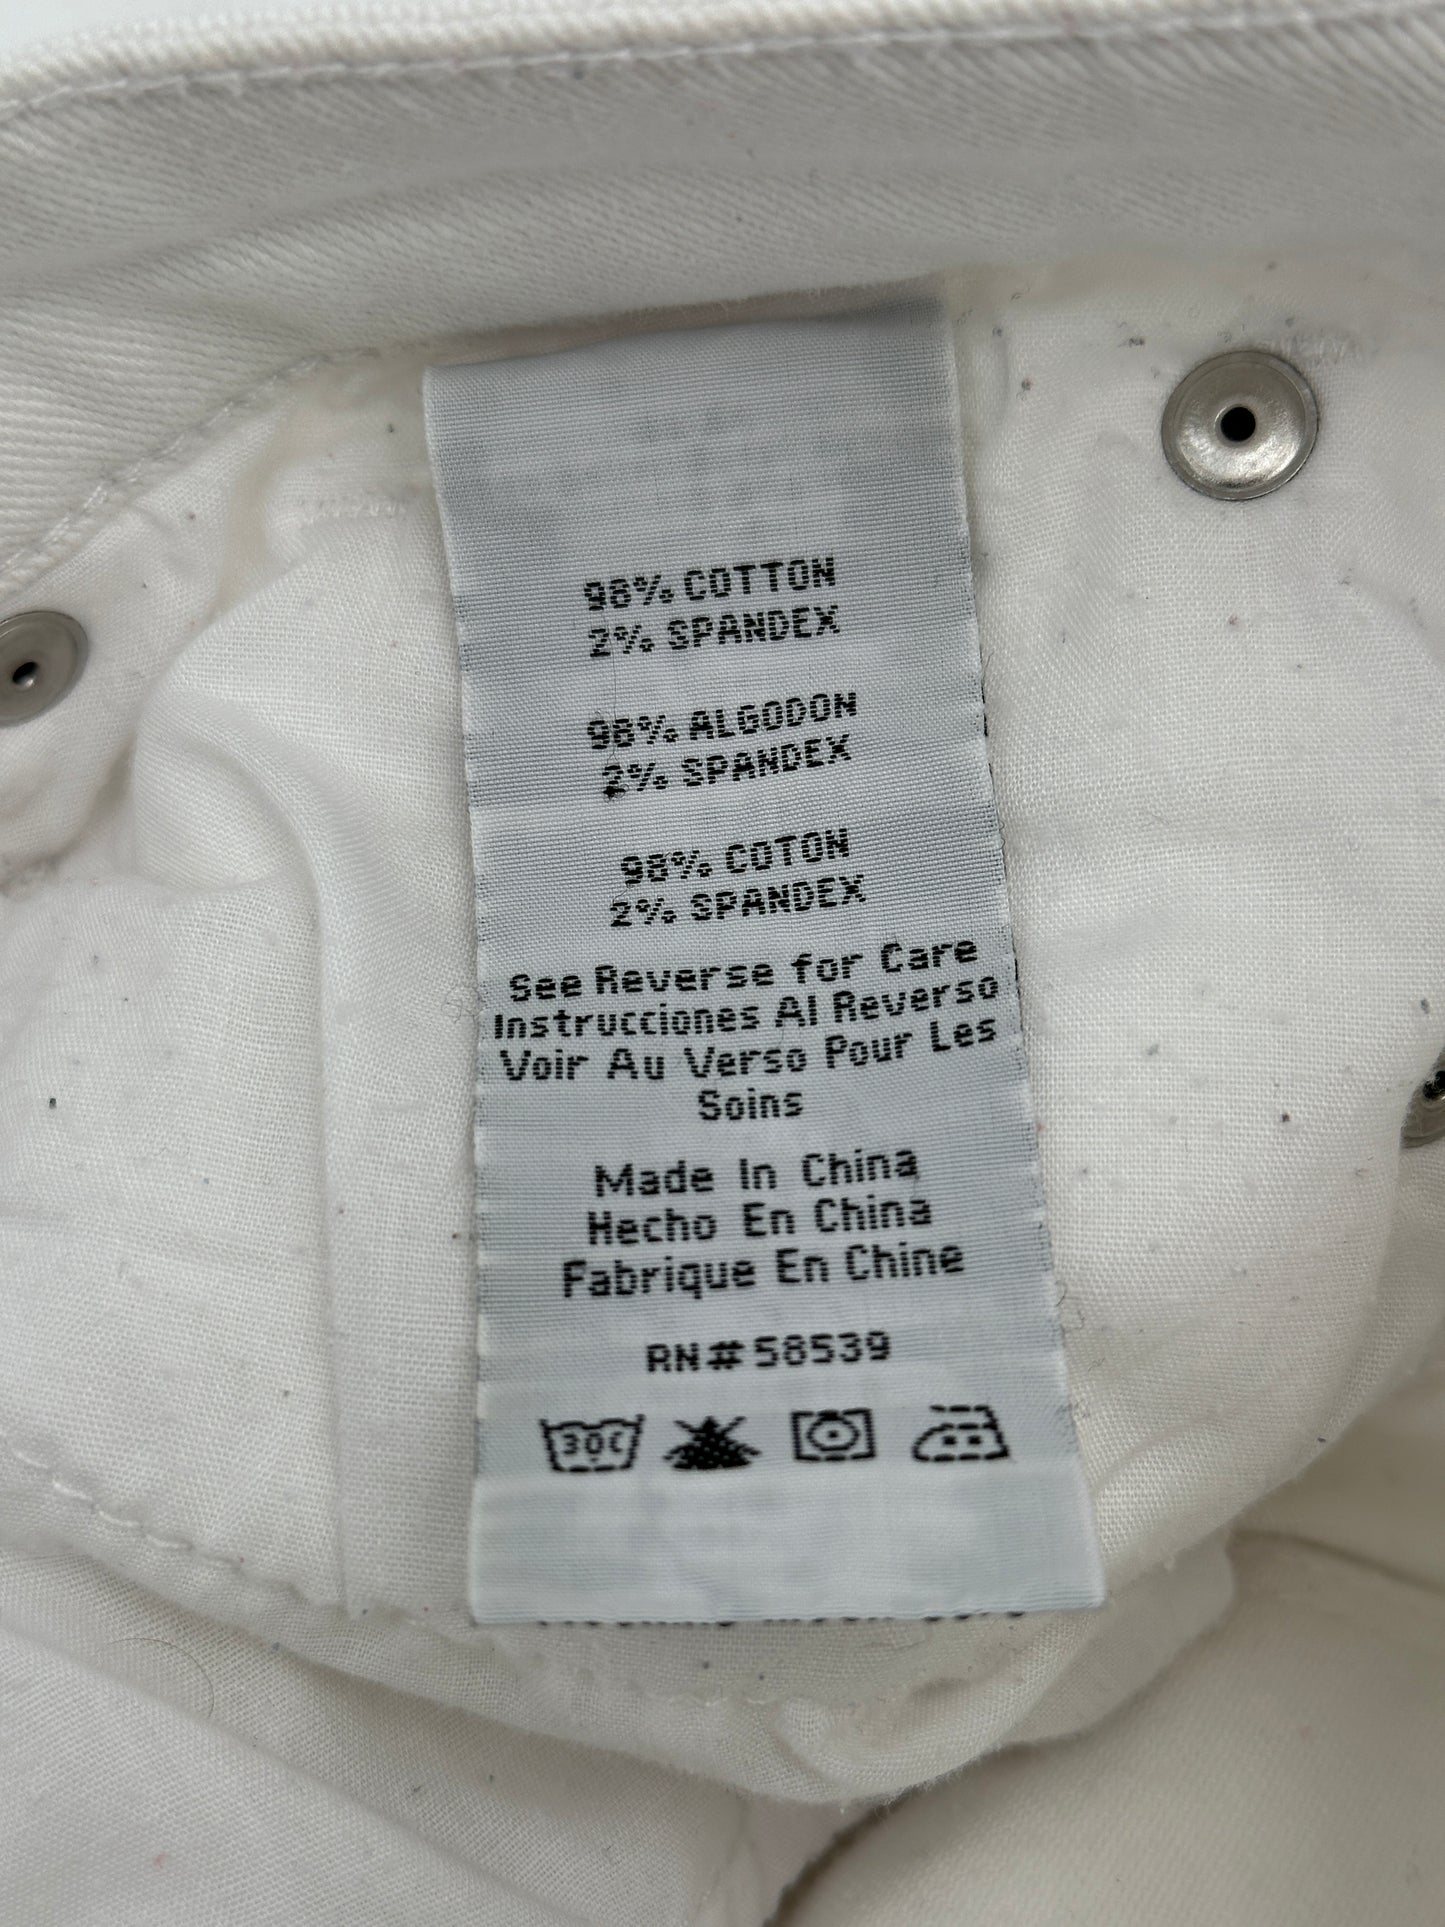 98% COTTON
2% SPANDEX
98% ALGODON
2% SPANDEX
98% COTON
2% SPANDEX
See Reverse for Care
Instrucciones Al Reverso
Voir Au Verso Pour Les
Soins
Made In China
Hecho En China
Fabrique En Chine
RN#58539
30C